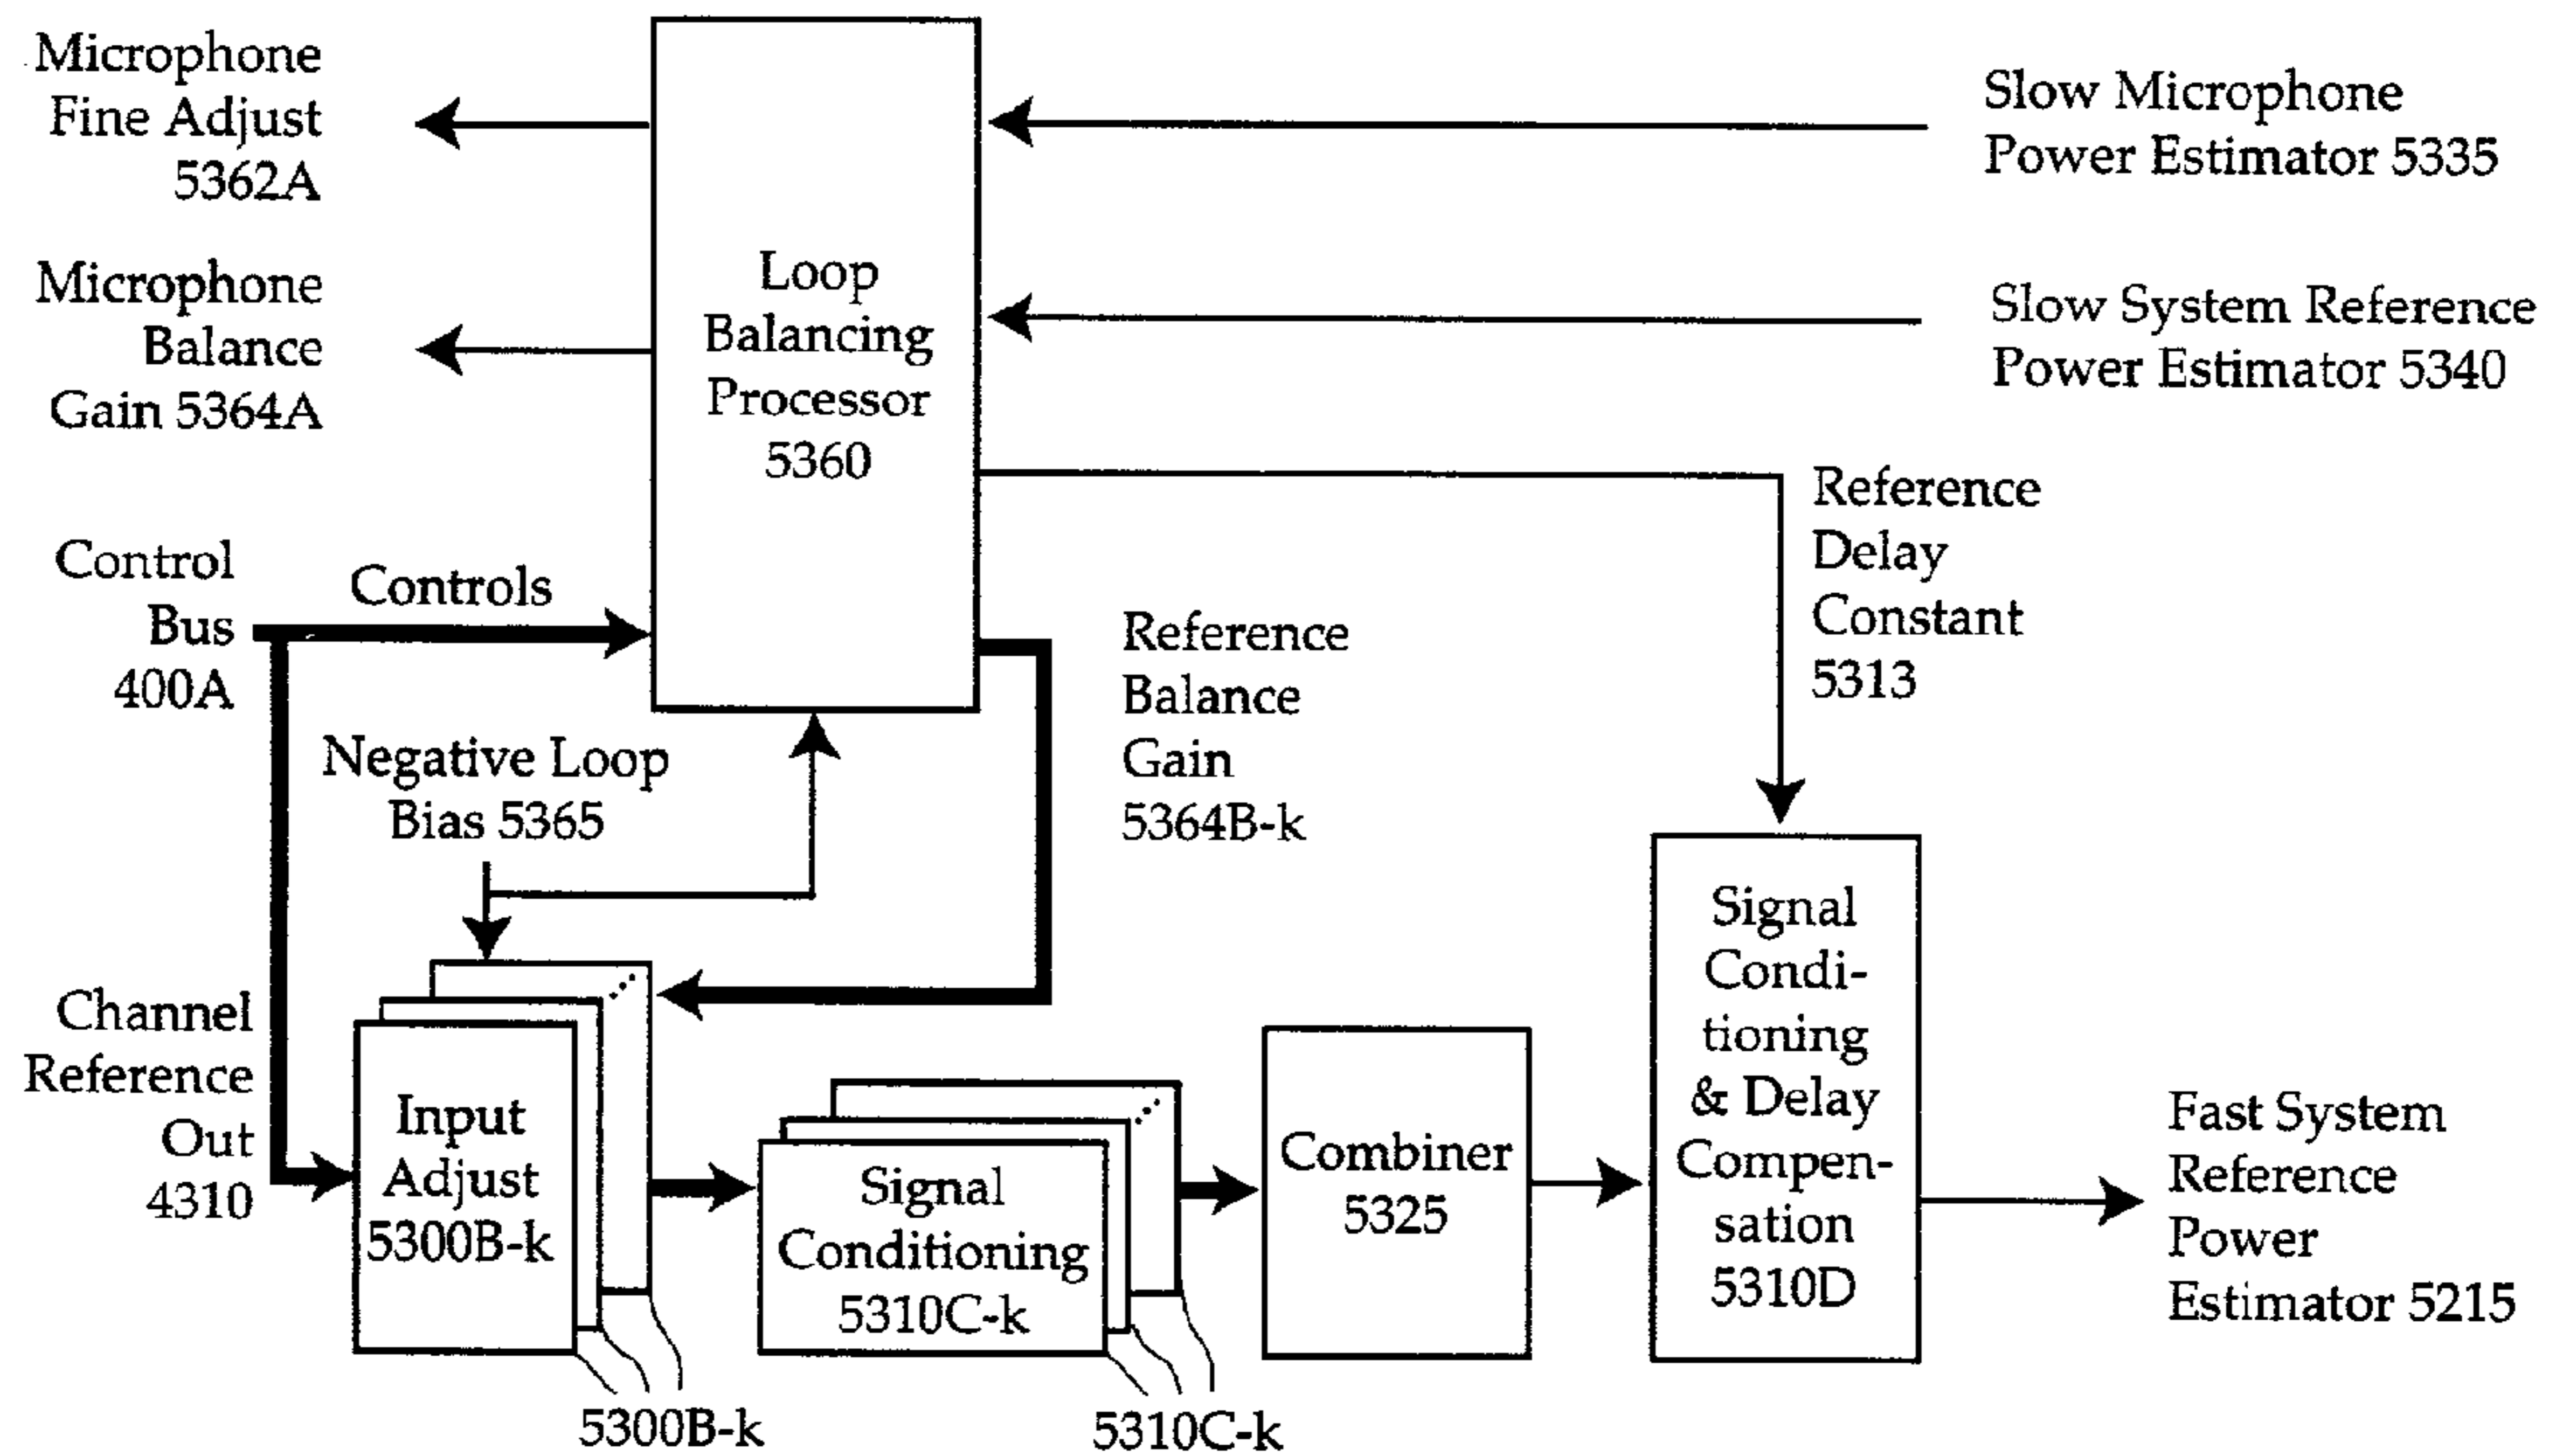 Microphone
Fine Adjust
5362A
Microphone
Balance
Gain 5364A
Loop
Balancing
Processor
5360
Slow Microphone
Power Estimator 5335
Slow System Reference
Power Estimator 5340
Reference
Delay
Constant
5313
Control
Bus
400A
Controls
Reference
Balance
Gain
5364B-k
Negative Loop
Bias 5365
Channel
Reference
Out
4310
Input
Adjust
5300B-k
5300B-k
Signal
Conditioning
5310C-k
5310C-k
Combiner
5325
Signal
Condi-
tioning
& Delay
Compen-
sation
5310D
Fast System
Reference
Power
Estimator 5215